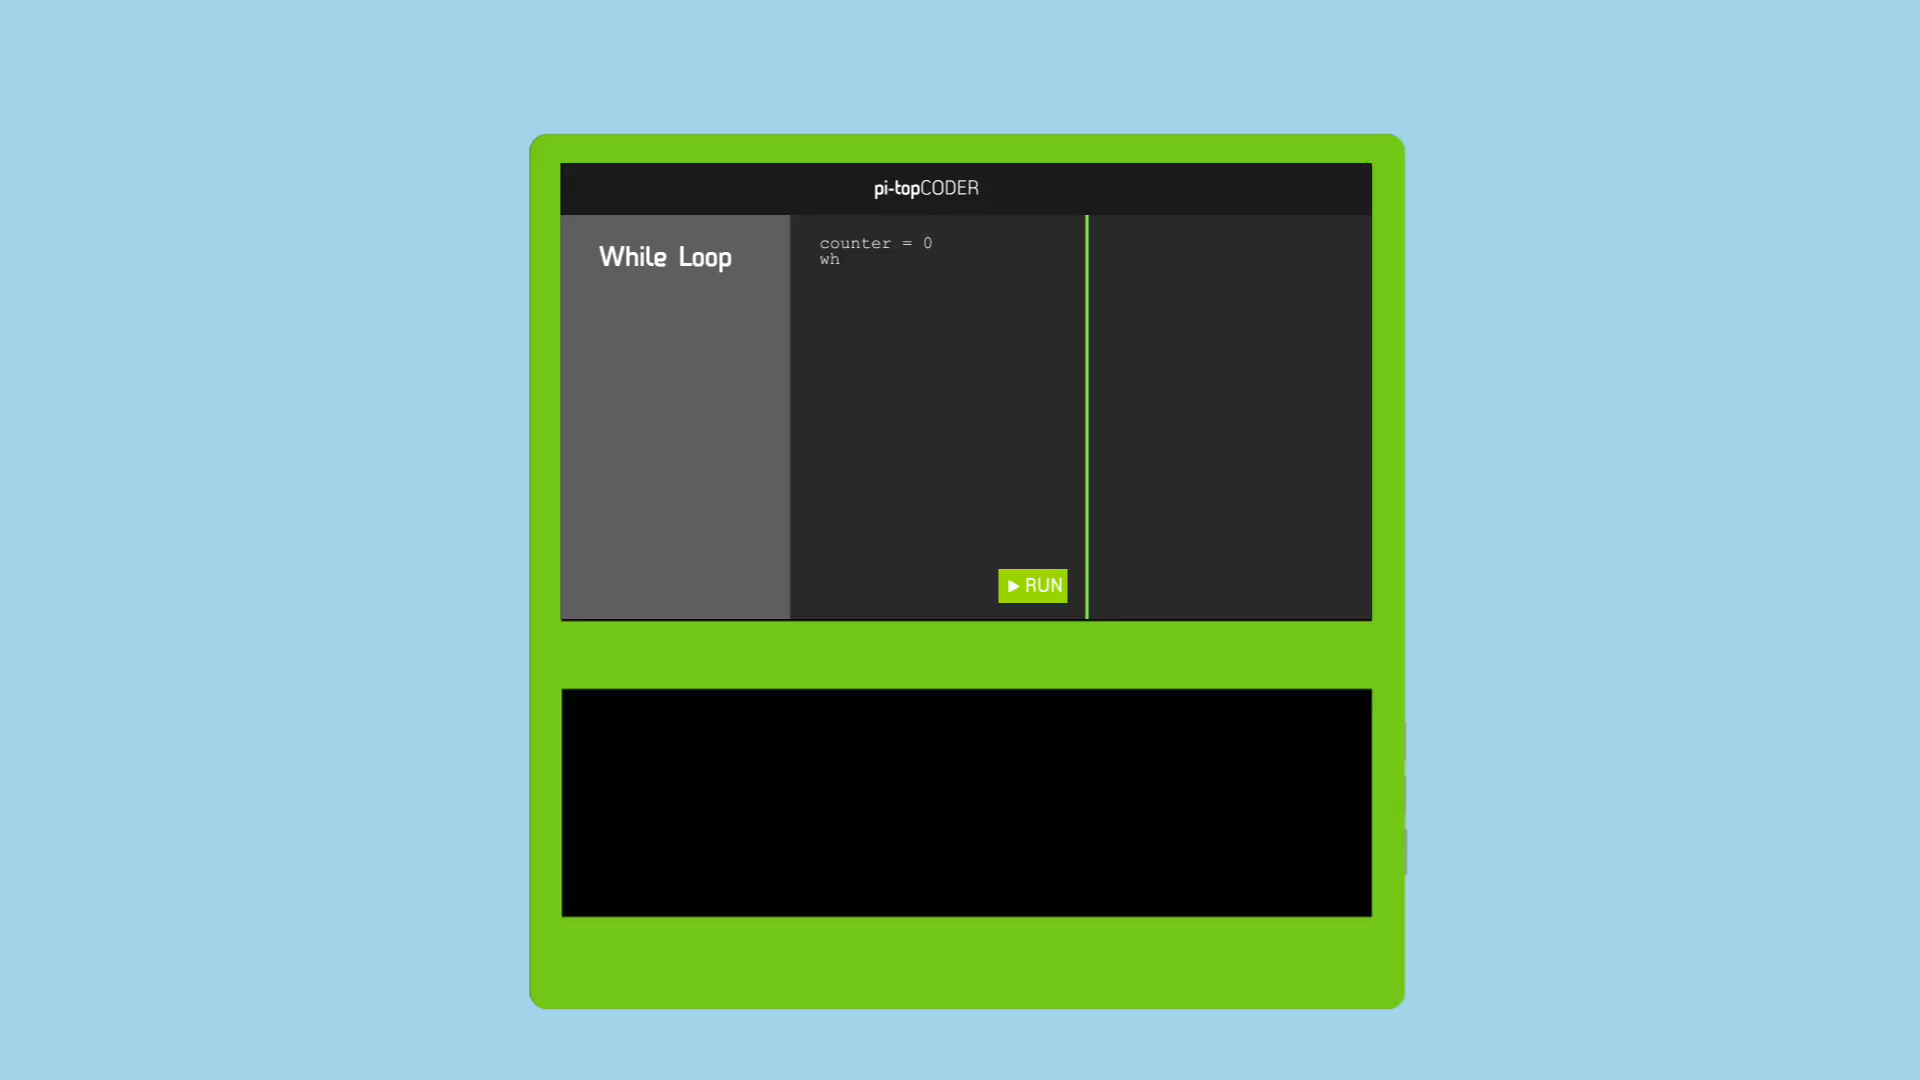 pi-topCODER
While Loop
counter = 0
wh
RUN